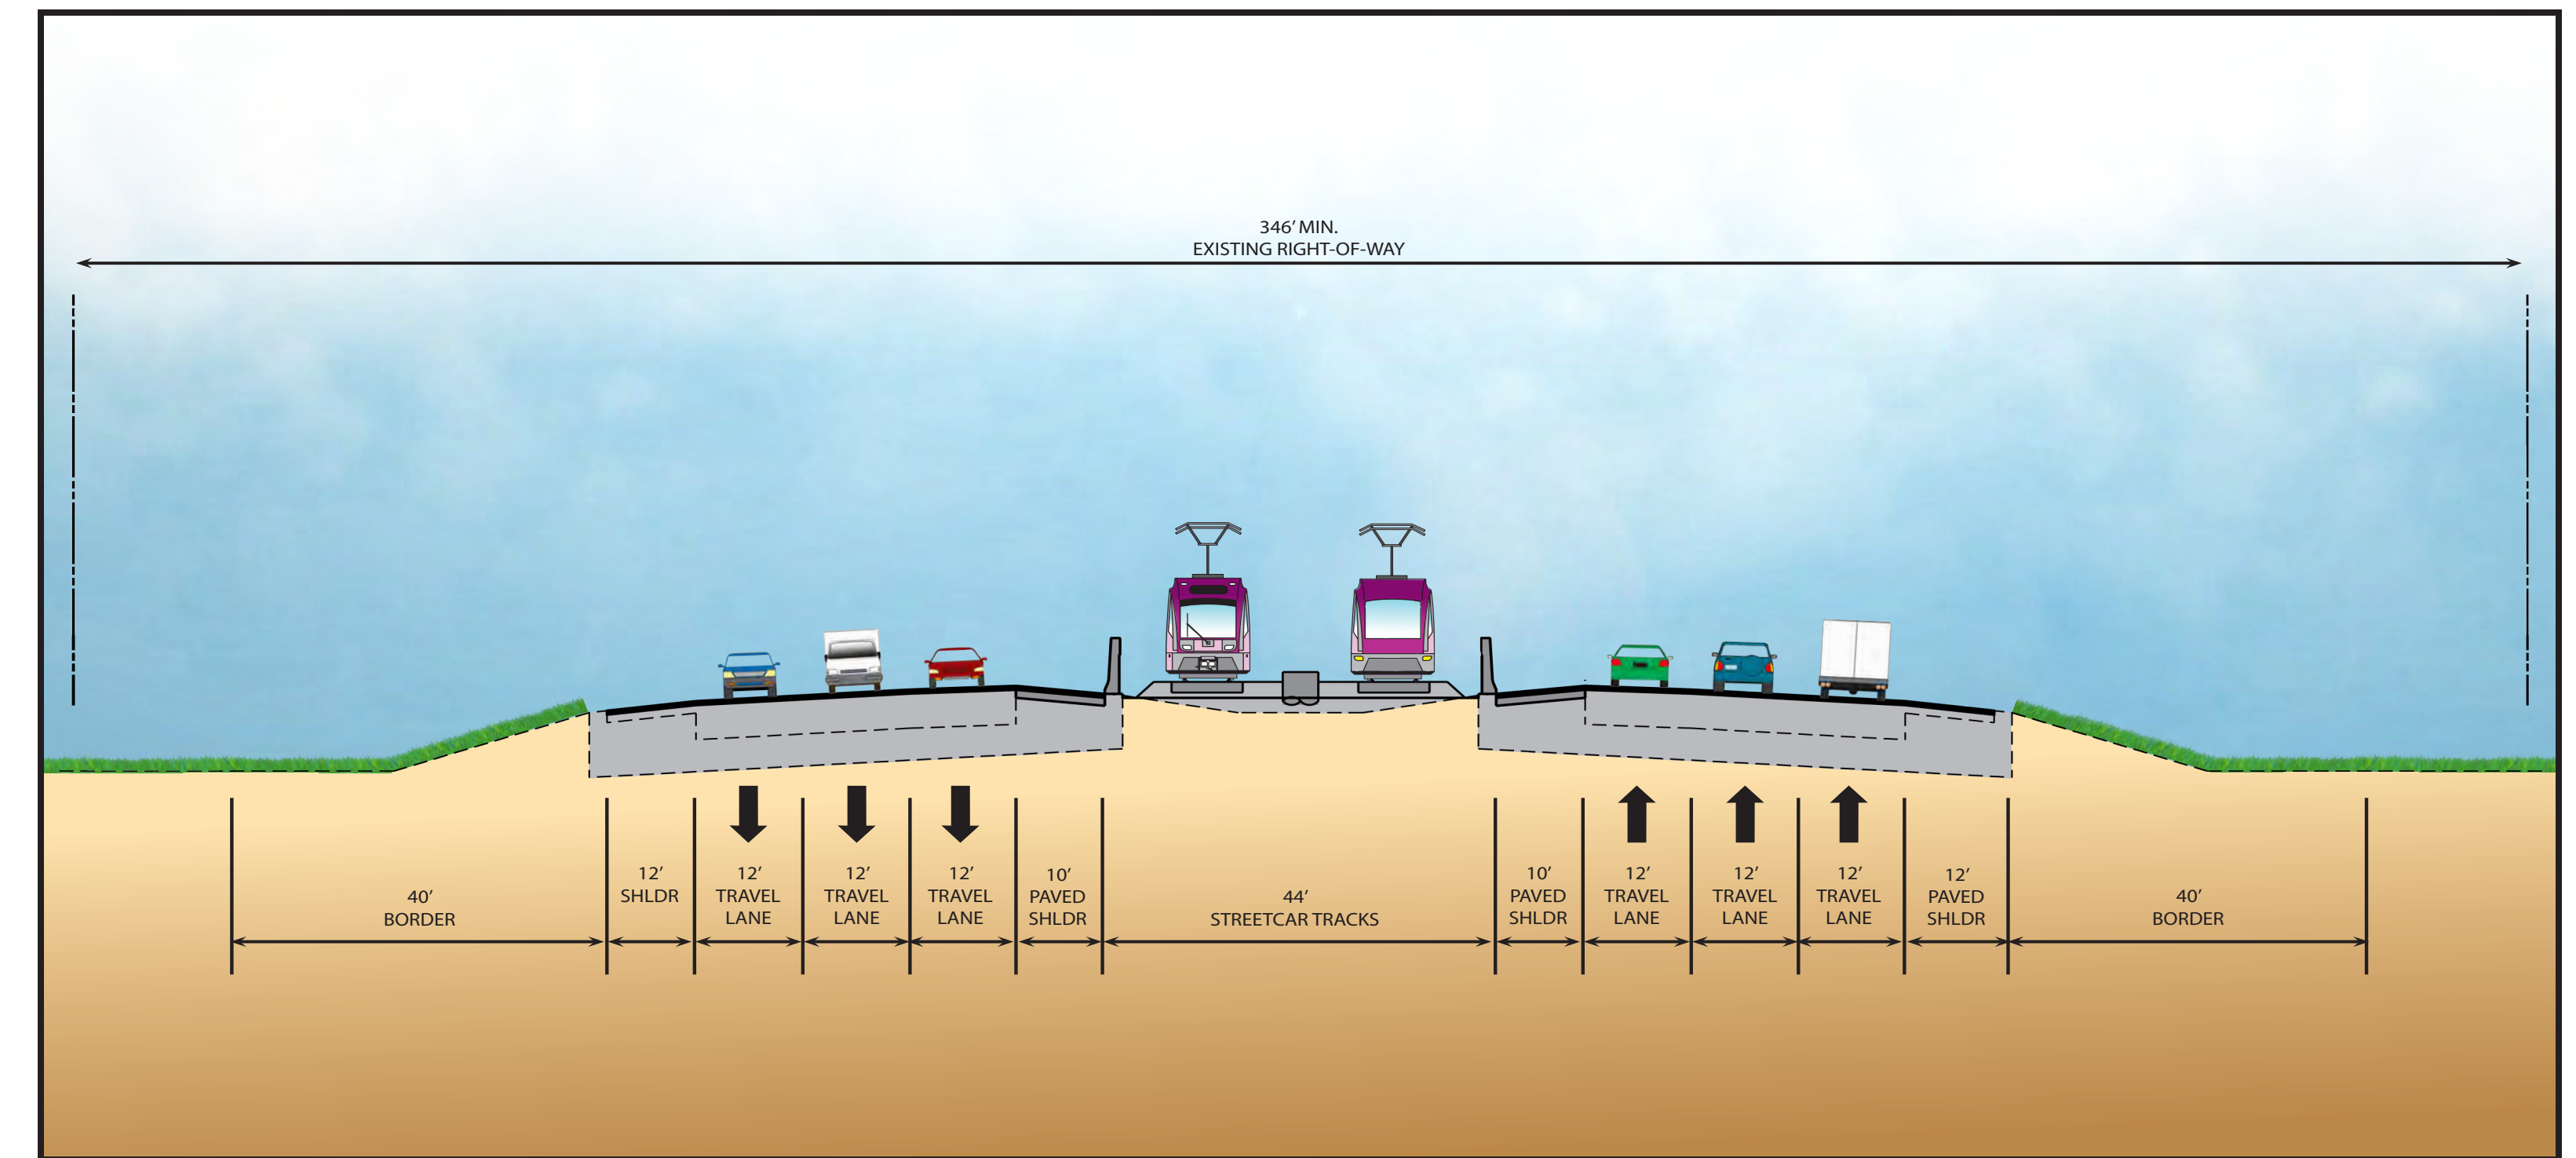 346’ MIN.
EXISTING RIGHT-OF-WAY
40’
BORDER
12’
SHLDR
12’
TRAVEL
LANE
12’
TRAVEL
LANE
12’
TRAVEL
LANE
10’
PAVED
SHLDR
44’
STREETCAR TRACKS
10’
PAVED
SHLDR
12’
TRAVEL
LANE
12’
TRAVEL
LANE
12’
TRAVEL
LANE
12’
PAVED
SHLDR
40’
BORDER